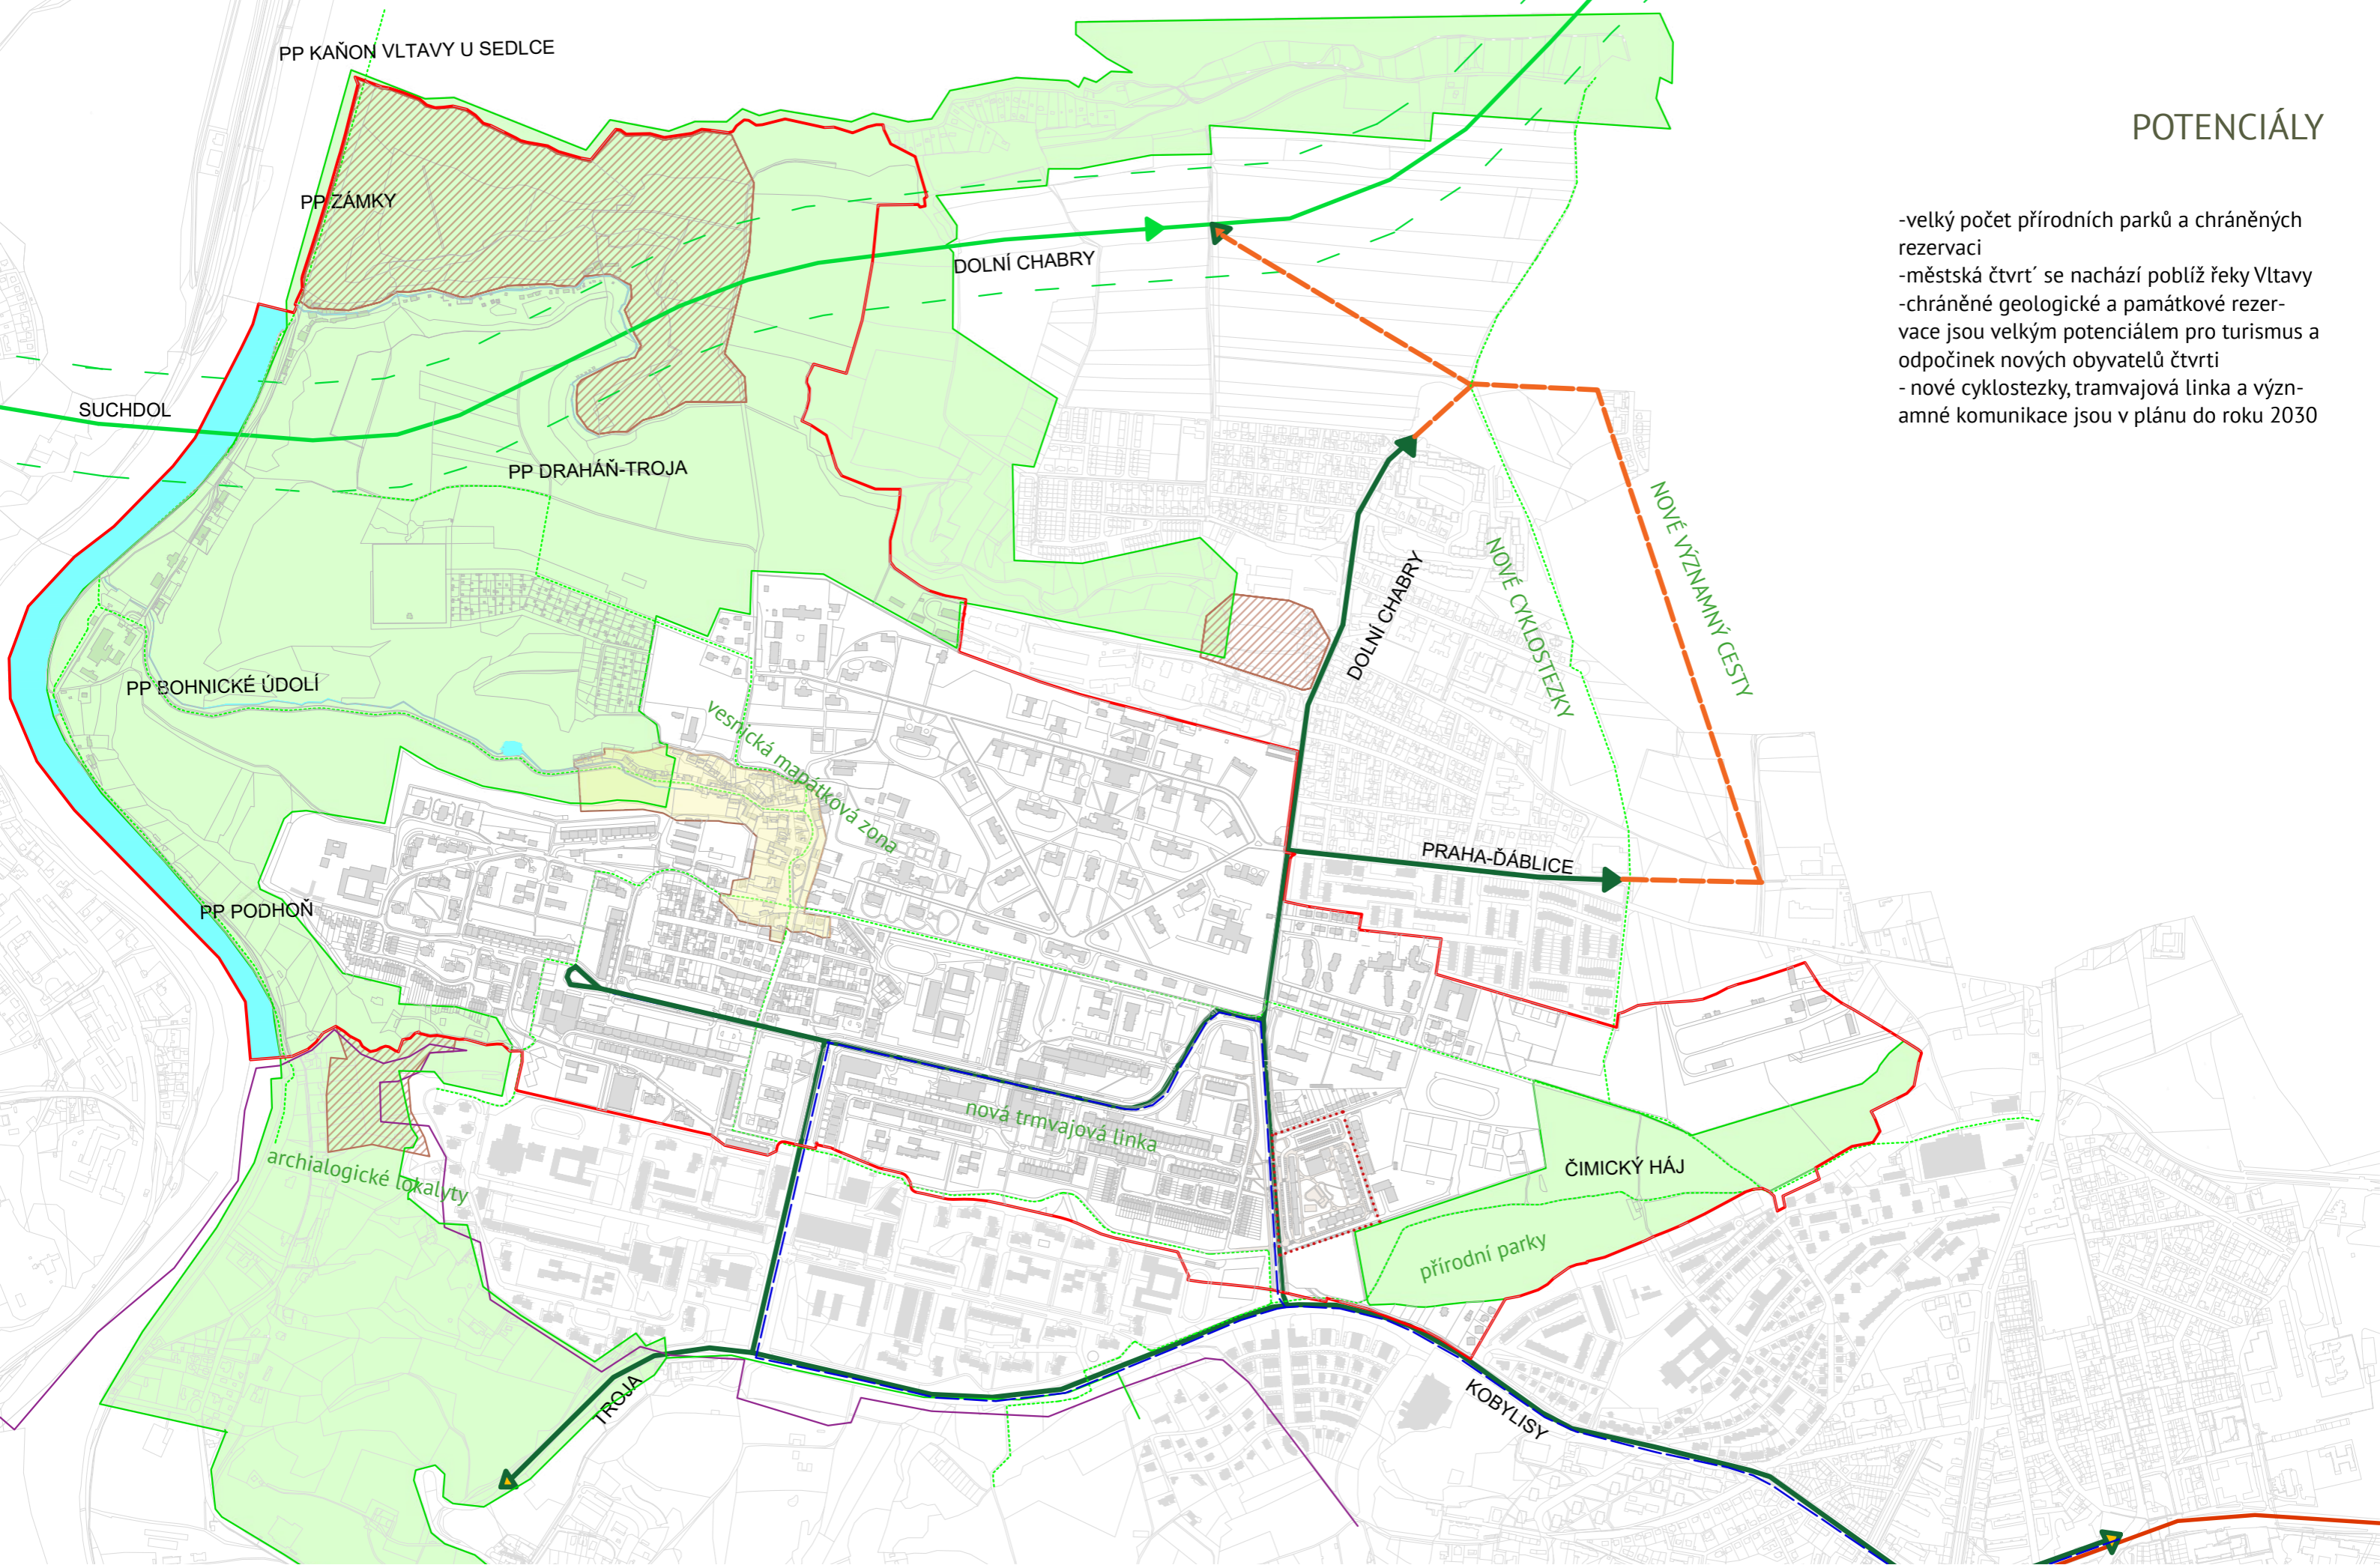 PP KAŇON VLTAVY U SEDLCE
POTENCIÁLY
PP ZÁMKY
-velký počet přírodních parků a chráněných
rezervaci
-městská čtvrt´ se nachází poblíž řeky Vltavy
-chráněné geologické a památkové rezer-
vace jsou velkým potenciálem pro turismus a
odpočinek nových obyvatelů čtvrti
- nové cyklostezky, tramvajová linka a význ-
amné komunikace jsou v plánu do roku 2030
DOLNÍ CHABRY
SUCHDOL
PP DRAHÁŇ-TROJA
NOVÉ VÝZNAMNÝ CESTY
NOVÉ CYKLOSTEZKY
DOLNÍ CHABRY
PP BOHNICKÉ ÚDOLÍ
vesnická mapátková zona
PRAHA-ĎÁBLICE
PP PODHOŇ
nová trmvajová linka
archialogické lokalyty
ČIMICKÝ HÁJ
přírodní parky
TROJA
KOBYLISY